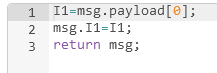 1 I1=msg.payload[0];
2 msg.I1=I1;
3 return msg;